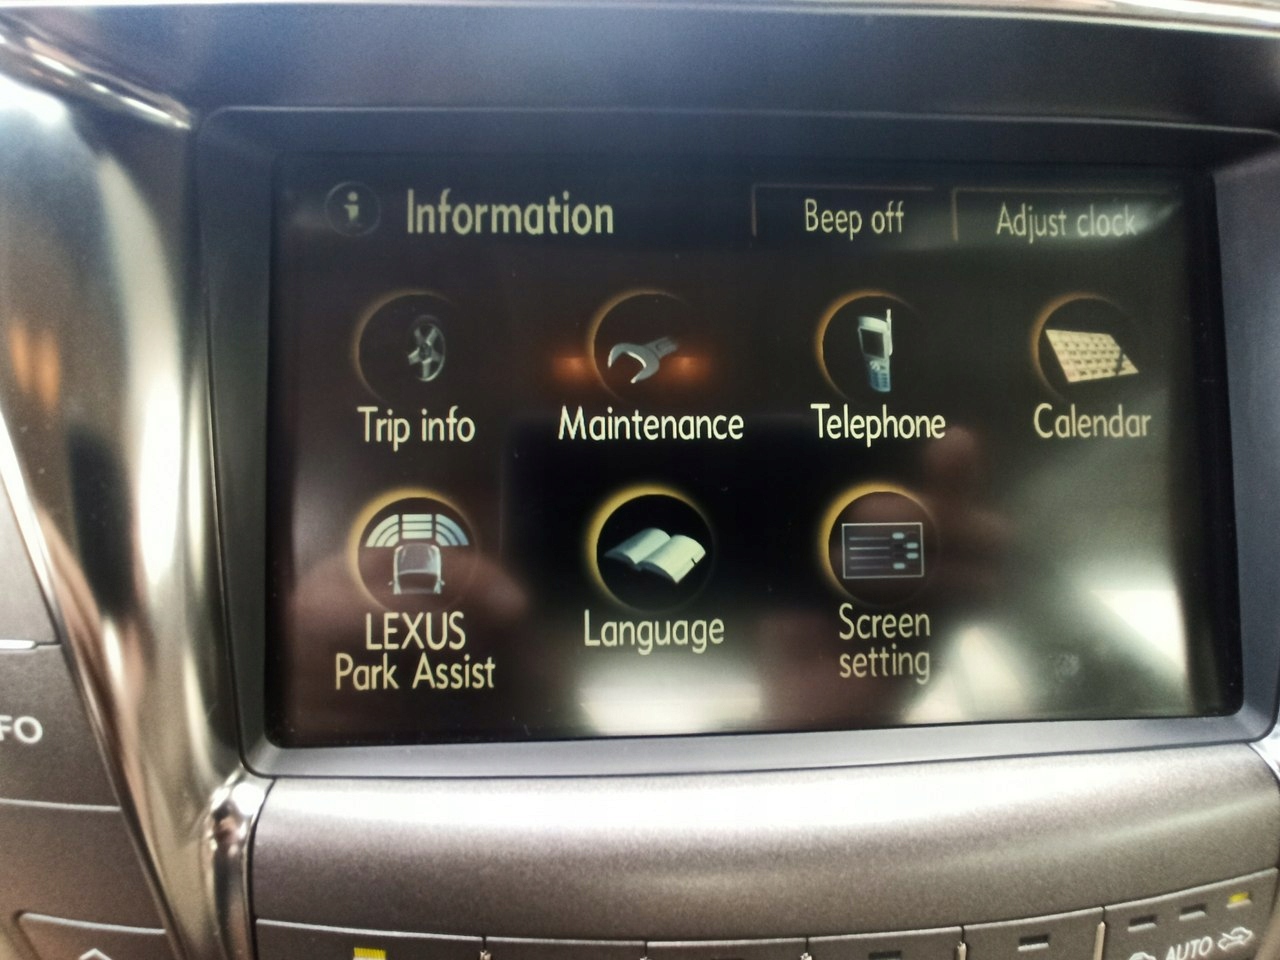 Information
Beep off
Adjust clock
Trip info
Maintenance
Telephone
Calendar
LEXUS
Park Assist
Language
Screen
setting
FO
AUTO